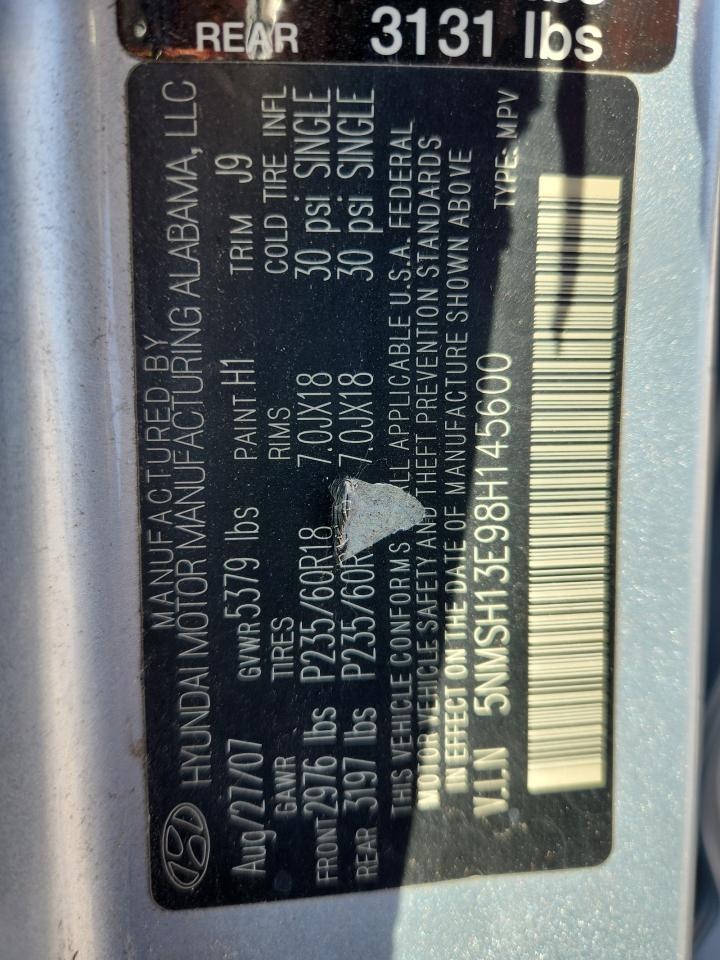 REAR 3131 lbs
MANUFACTURED BY
HYUNDAI MOTOR MANUFACTURING ALABAMA, LLC
Aug/27/07 GVWR 5379 lbs PAINT H1 TRIM J9
GAWR TIRES RIMS COLD TIRE INFL
FRONT 2976 lbs P235/60R18 7.0JX18 30 psi SINGLE
REAR 3197 lbs P235/60R 7.0JX18 30 psi SINGLE
THIS VEHICLE CONFORMS ALL APPLICABLE U.S.A. FEDERAL
MOTOR VEHICLE SAFETY AND THEFT PREVENTION STANDARDS
IN EFFECT ON THE DATE OF MANUFACTURE SHOWN ABOVE
V.I.N 5NMSH13E98H145600 TYPE: MPV